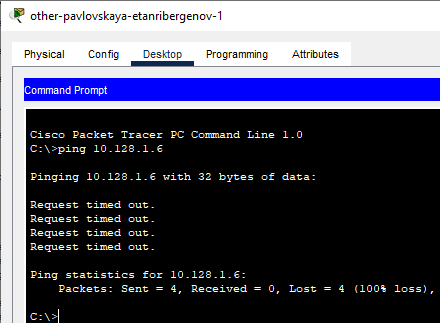 other-pavlovskaya-etanribergenov-1
Physical Config Desktop Programming Attributes
Command Prompt
Cisco Packet Tracer PC Command Line 1.0
C:\>ping 10.128.1.6
Pinging 10.128.1.6 with 32 bytes of data:
Request timed out.
Request timed out.
Request timed out.
Request timed out.
Ping statistics for 10.128.1.6:
Packets: Sent = 4, Received = 0, Lost = 4 (100% loss),
C:\>